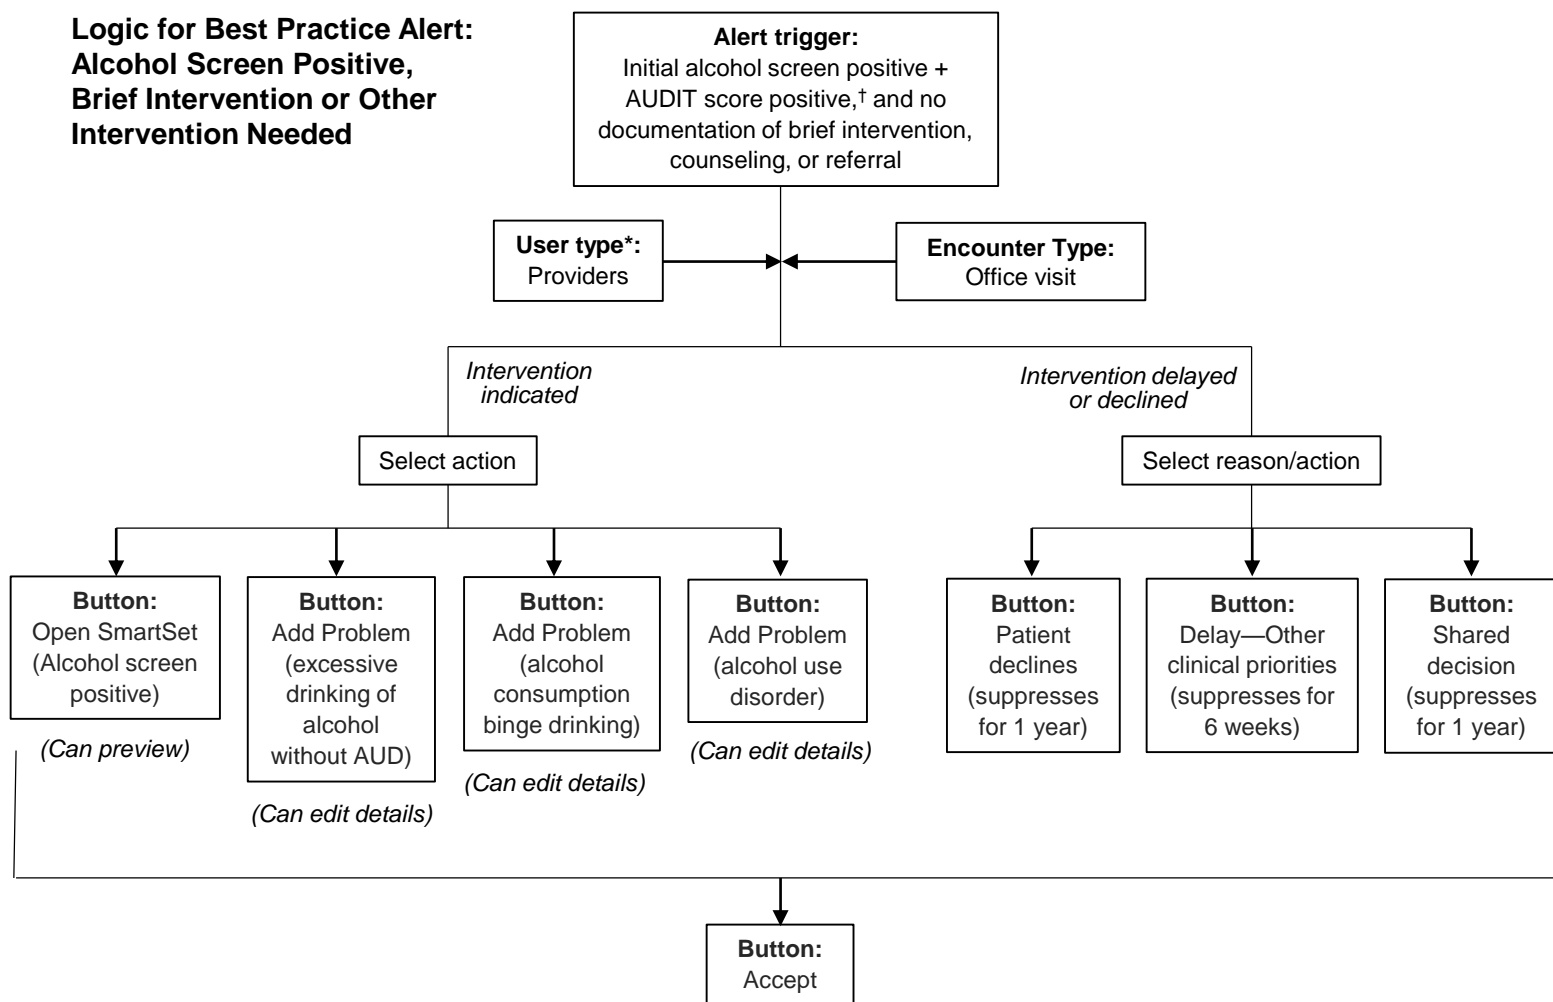 Logic for Best Practice Alert:
Alcohol Screen Positive,
Brief Intervention or Other
Intervention Needed
Alert trigger:
Initial alcohol screen positive +
AUDIT score positive,† and no
documentation of brief intervention,
counseling, or referral
User type*:
Providers
Encounter Type:
Office visit
Intervention
indicated
Intervention delayed
or declined
Select action
Select reason/action
Button:
Open SmartSet
(Alcohol screen
positive)
(Can preview)
Button:
Add Problem
(excessive
drinking of
alcohol
without AUD)
(Can edit details)
Button:
Add Problem
(alcohol
consumption
binge drinking)
(Can edit details)
Button:
Add Problem
(alcohol use
disorder)
(Can edit details)
Button:
Patient
declines
(suppresses
for 1 year)
Button:
Delay—Other
clinical priorities
(suppresses for
6 weeks)
Button:
Shared
decision
(suppresses
for 1 year)
Button:
Accept